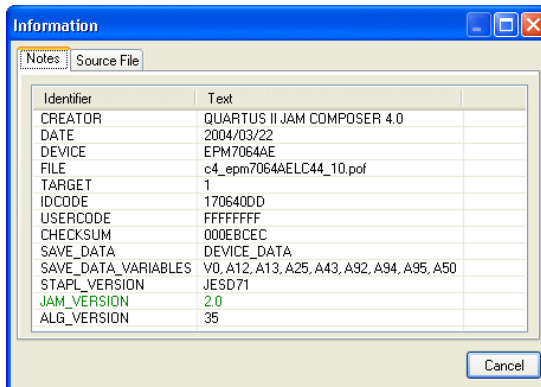 Information
Notes Source File
Identifier Text
CREATOR QUARTUS II JAM COMPOSER 4.0
DATE 2004/03/22
DEVICE EPM7064AE
FILE c4_epm7064AELC44_10.pof
TARGET 1
IDCODE 170640DD
USERCODE FFFFFFFF
CHECKSUM 000EBCEC
SAVE_DATA DEVICE_DATA
SAVE_DATA_VARIABLES V0, A12, A13, A25, A43, A92, A94, A95, A50
STAPL_VERSION JESD71
JAM_VERSION 2.0
ALG_VERSION 35
Cancel